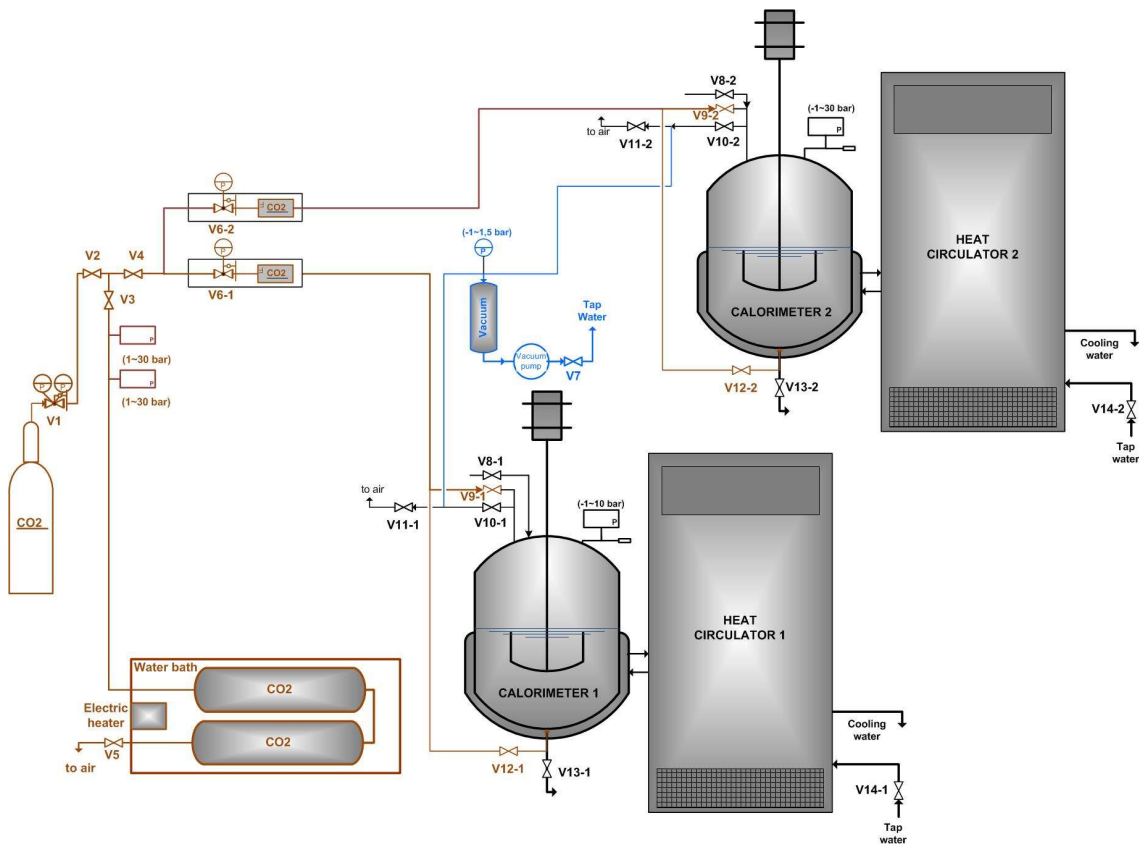 V8-2
(-1~30 bar)
P
V9-2
to air
V11-2
V10-2
P
CO2
V6-2
(-1~1,5 bar)
P
V2
V4
P
CO2
V6-1
V3
HEAT
CIRCULATOR 2
Vacuum
Tap
Water
CALORIMETER 2
P
(1~30 bar)
Vacuum
pump
V7
Cooling
water
P
(1~30 bar)
P
P
V1
V12-2
V13-2
V14-2
Tap
water
V8-1
to air
V9-1
V11-1
V10-1
(-1~10 bar)
P
CO2
HEAT
CIRCULATOR 1
Water bath
CO2
CALORIMETER 1
Electric
heater
CO2
Cooling
water
V5
to air
V12-1
V13-1
V14-1
Tap
water